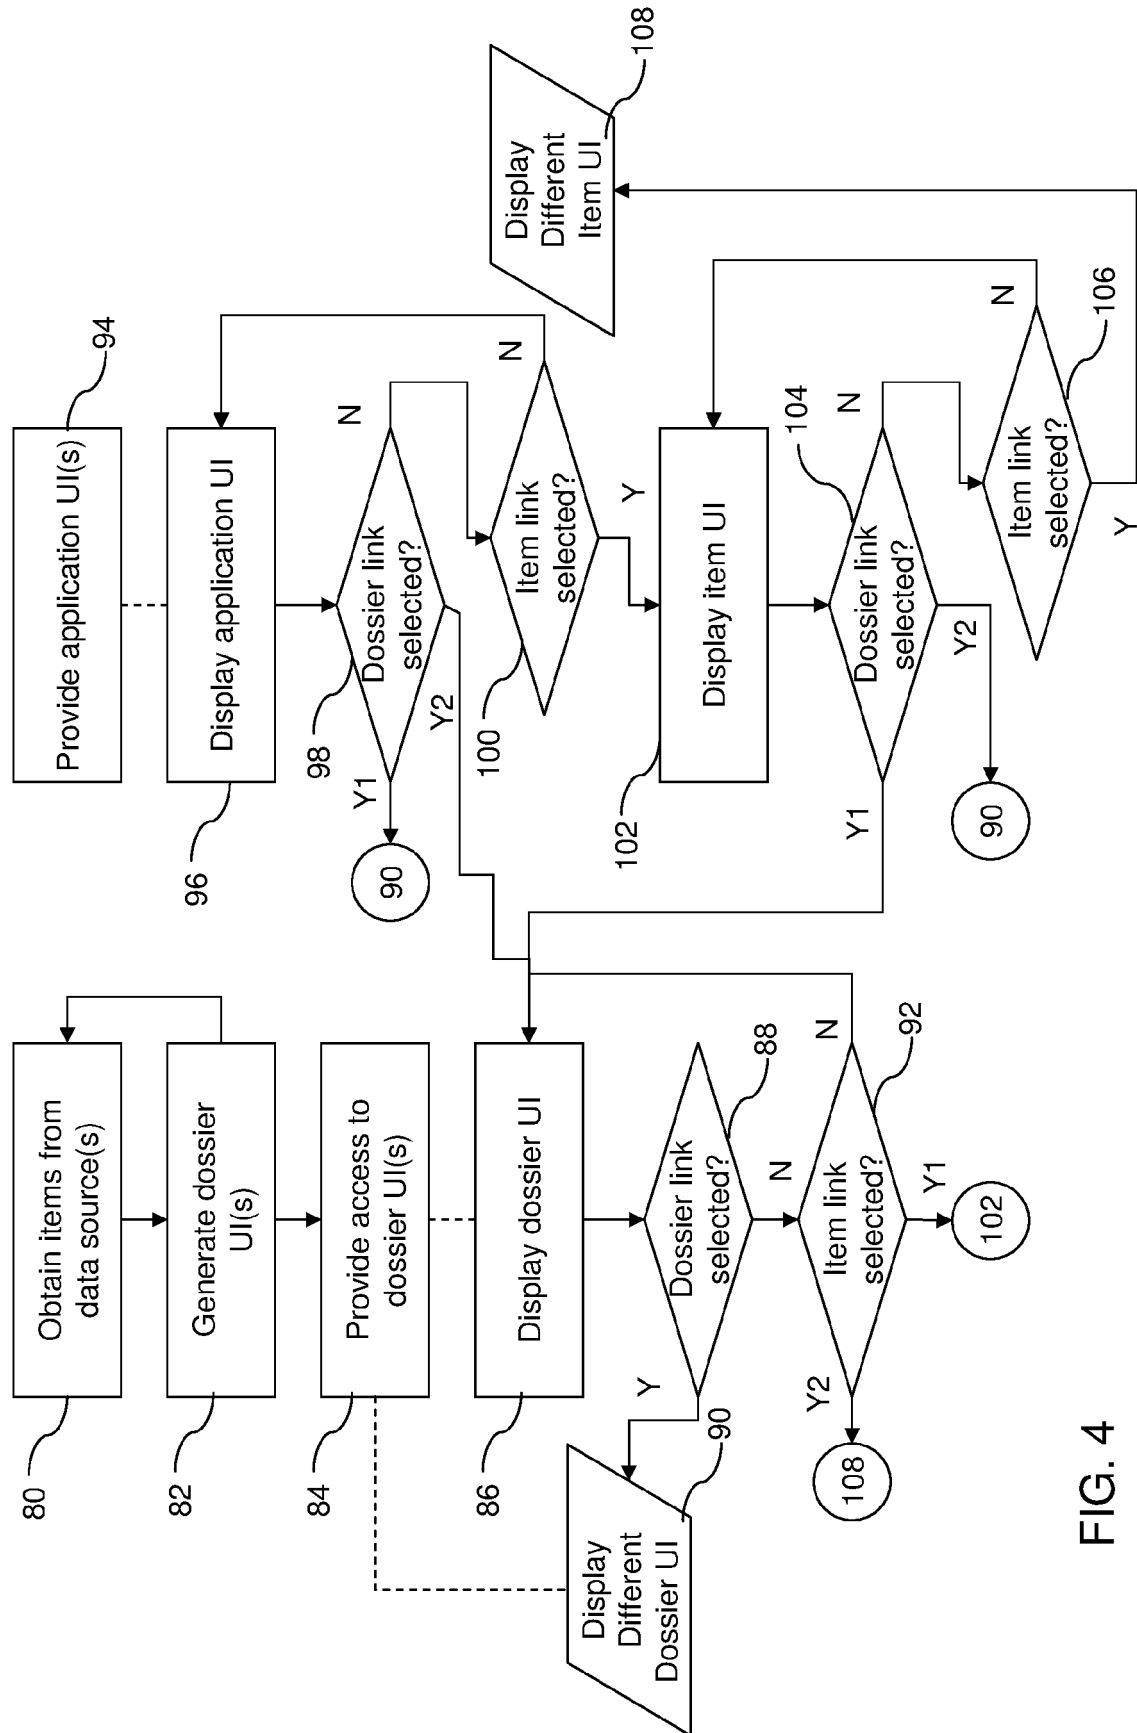 80
Obtain items from
data source(s)
82
Generate dossier
UI(s)
84
Provide access to
dossier UI(s)
86
Display dossier UI
Dossier link
selected?
88
Y
N
Display
Different
Dossier UI
90
Item link
selected?
92
N
Y2
Y1
108
102
Provide application UI(s)
94
Display application UI
96
Dossier link
selected?
98
N
Y1
Y2
90
Item link
selected?
100
N
Y
Display item UI
102
Dossier link
selected?
104
N
Y1
Y2
90
Item link
selected?
106
N
Y
Display
Different
Item UI
108
FIG. 4